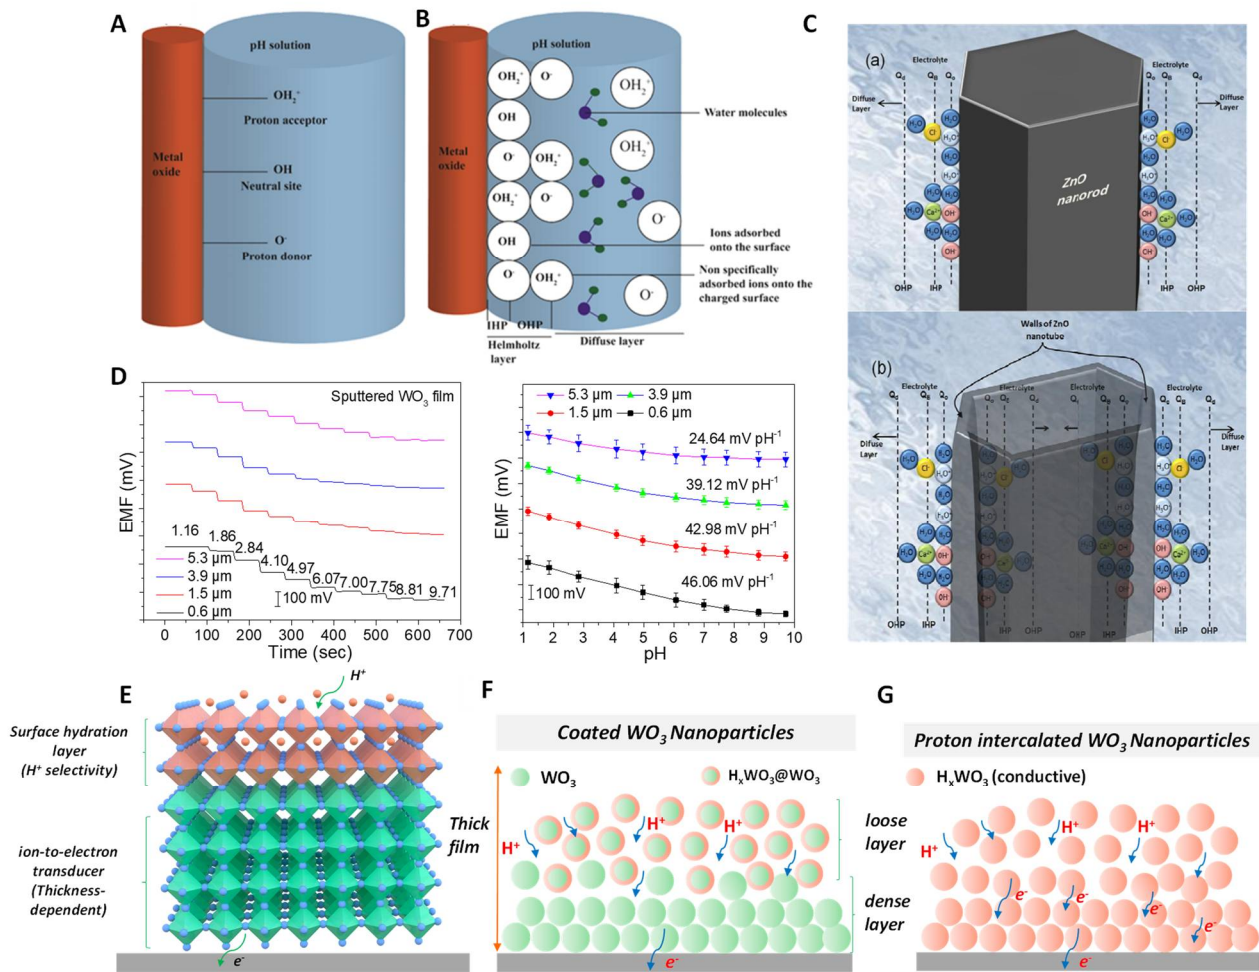 A
pH solution
OH₂⁺
Proton acceptor
Metal
oxide
OH
Neutral site
O⁻
Proton donor
B
pH solution
OH₂⁺
O⁻
OH₂⁺
OH
Water molecules
Metal
oxide
O⁻
OH₂⁺
OH₂⁺
OH₂⁺
O⁻
O⁻
OH
Ions adsorbed
onto the surface
O⁻
OH₂⁺
Non specifically
adsorbed ions onto the
charged surface
O⁻
IHP
OHP
Helmholtz
layer
Diffuse layer
C
(a)
Electrolyte
Electrolyte
Diffuse
Layer
Diffuse
Layer
ZnO
nanorod
OHP
IHP
IHP
OHP
Walls of ZnO
nanotube
(b)
Electrolyte
Electrolyte
Electrolyte
Electrolyte
Diffuse
Layer
Diffuse
Layer
OHP
IHP
IHP
OHP
OHP
IHP
IHP
OHP
D
Sputtered WO₃ film
EMF (mV)
1.16
1.86
2.84
4.10
4.97
6.07
7.00
7.75
8.81
9.71
5.3 μm
3.9 μm
1.5 μm
0.6 μm
100 mV
0 100 200 300 400 500 600 700
Time (sec)
5.3 μm
3.9 μm
1.5 μm
0.6 μm
24.64 mV pH⁻¹
39.12 mV pH⁻¹
42.98 mV pH⁻¹
46.06 mV pH⁻¹
EMF (mV)
100 mV
1 2 3 4 5 6 7 8 9 10
pH
E
H⁺
Surface hydration
layer
(H⁺ selectivity)
ion-to-electron
transducer
(Thickness-
dependent)
e⁻
F
Coated WO₃ Nanoparticles
WO₃
HₓWO₃@WO₃
Thick
film
H⁺
H⁺
H⁺
e⁻
loose
layer
dense
layer
G
Proton intercalated WO₃ Nanoparticles
HₓWO₃ (conductive)
H⁺
H⁺
H⁺
e⁻
e⁻
e⁻
e⁻
e⁻